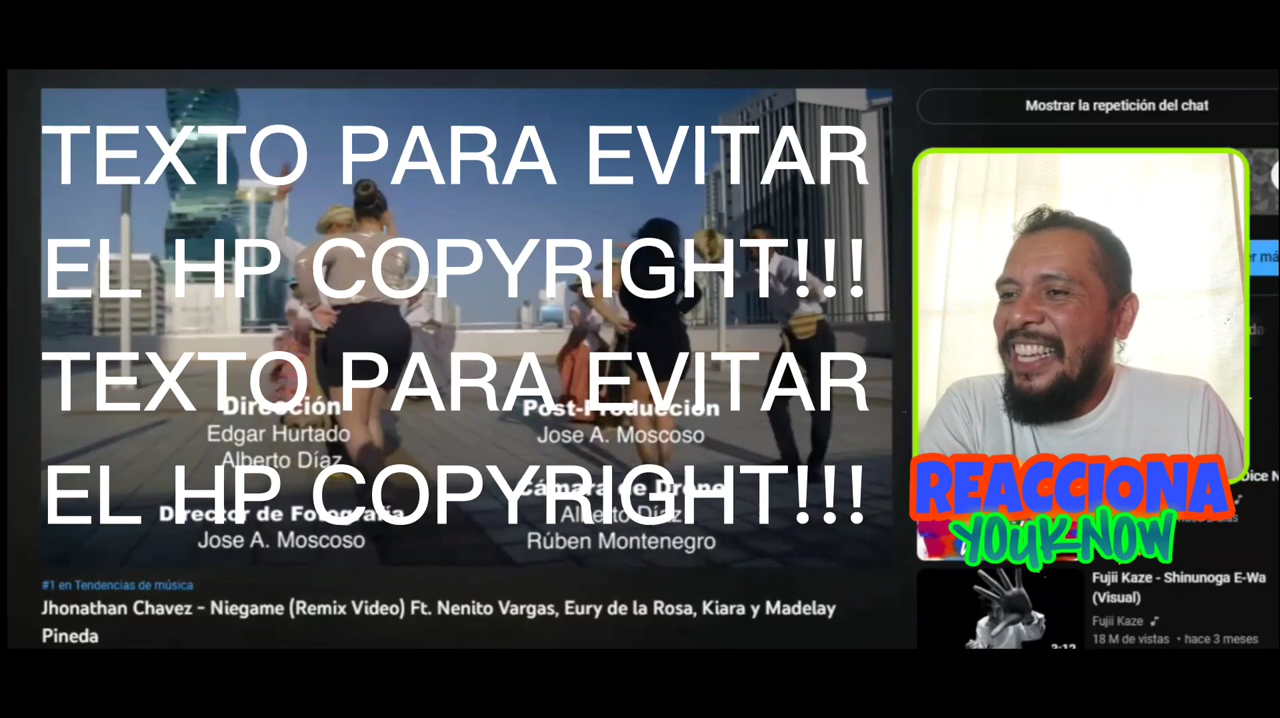 TEXTO PARA EVITAR
EL HP COPYRIGHT!!!
TEXTO PARA EVITAR
EL HP COPYRIGHT!!!
Dirección
Edgar Hurtado
Alberto Díaz
Director de Fotografía
Jose A. Moscoso
Post-Producción
Jose A. Moscoso
Cámara de Drone
Alberto Díaz
Rúben Montenegro
#1 en Tendencias de música
Jhonathan Chavez - Niegame (Remix Video) Ft. Nenito Vargas, Eury de la Rosa, Kiara y Madelay
Pineda
Mostrar la repetición del chat
REACCIONA
YOUK-NOW
Fujii Kaze - Shinunoga E-Wa
(Visual)
Fujii Kaze
18 M de vistas • hace 3 meses